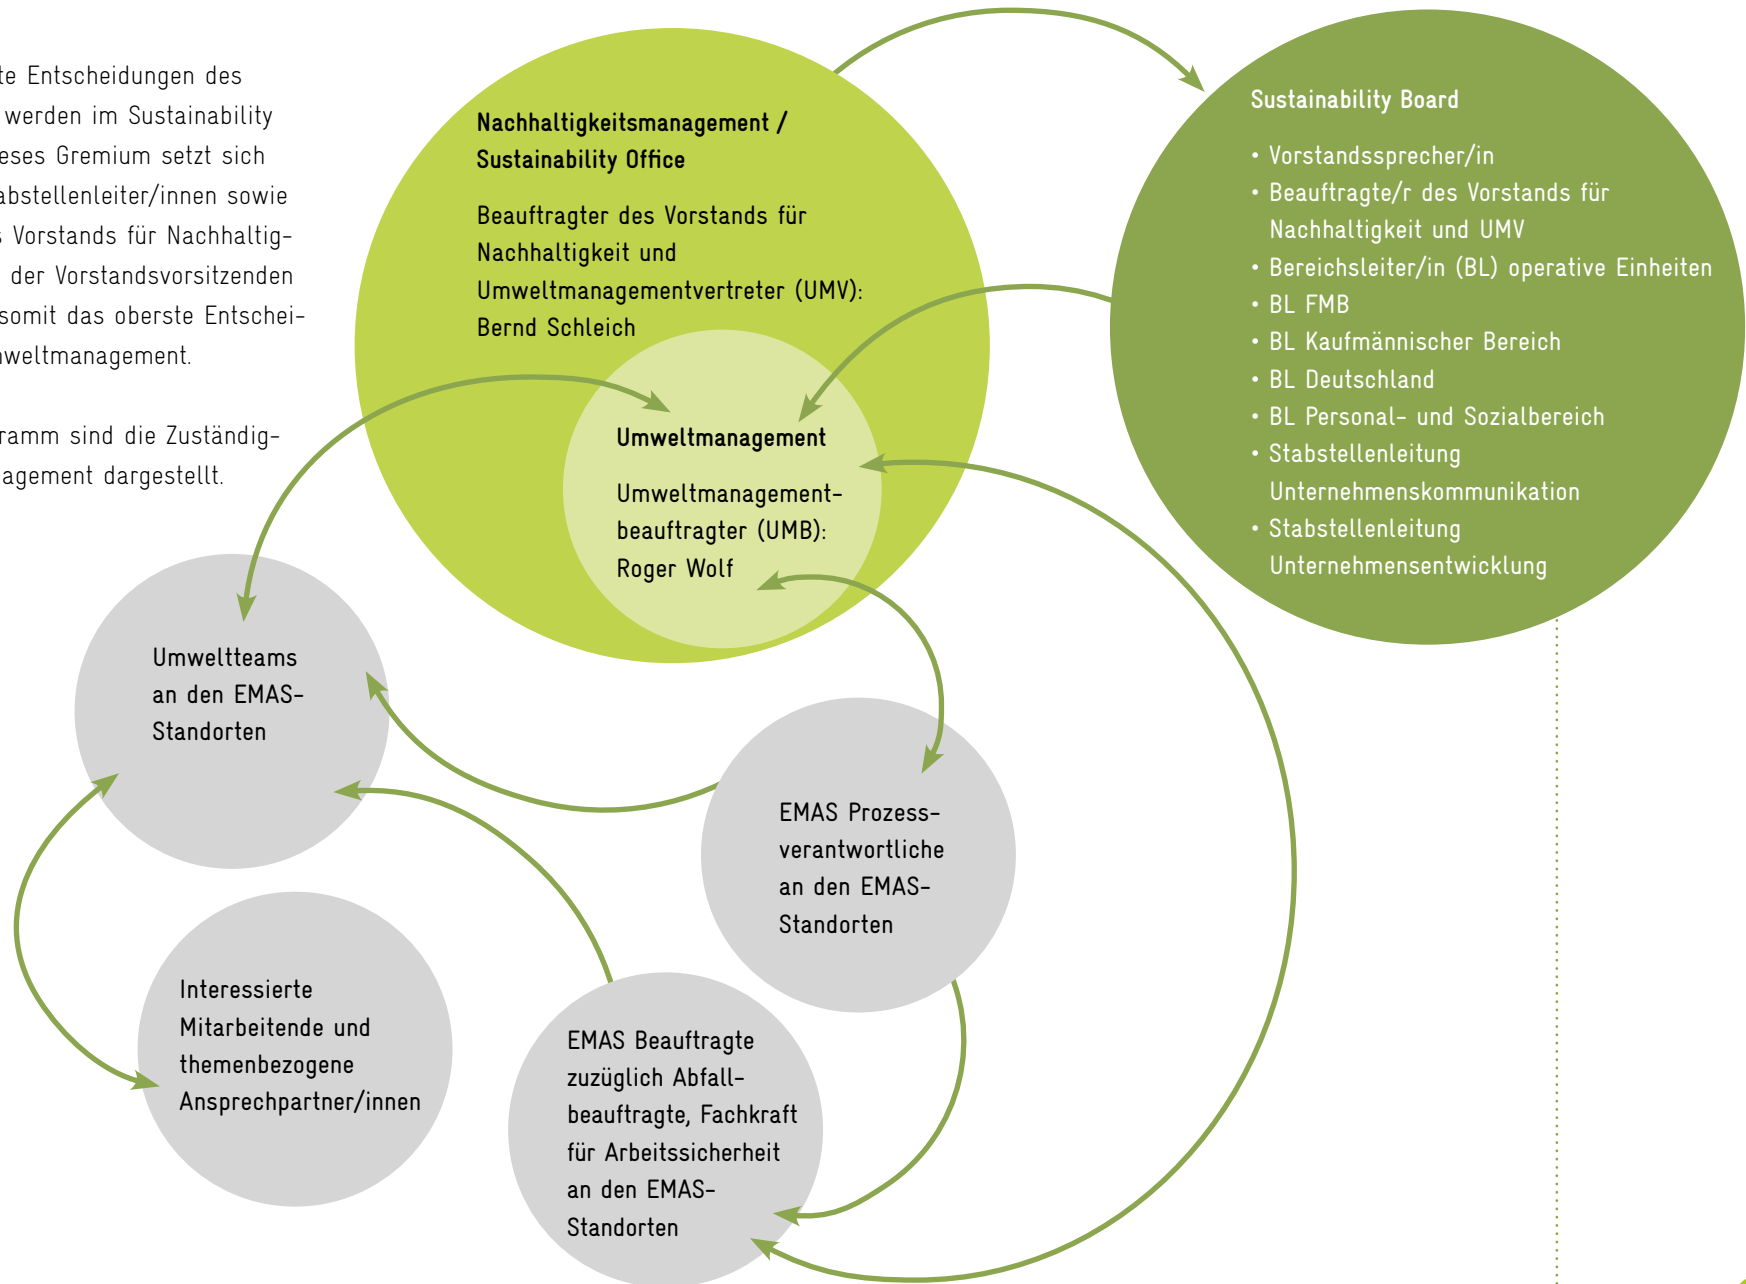 te Entscheidungen des
werden im Sustainability
eses Gremium setzt sich
abstellenleiter/innen sowie
s Vorstands für Nachhaltig-
der Vorstandsvorsitzenden
somit das oberste Entschei-
mweltmanagement.
ramm sind die Zuständig-
agement dargestellt.
Nachhaltigkeitsmanagement /
Sustainability Office
Beauftragter des Vorstands für
Nachhaltigkeit und
Umweltmanagementvertreter (UMV):
Bernd Schleich
Umweltmanagement
Umweltmanagement-
beauftragter (UMB):
Roger Wolf
Sustainability Board
• Vorstandssprecher/in
• Beauftragte/r des Vorstands für
Nachhaltigkeit und UMV
• Bereichsleiter/in (BL) operative Einheiten
• BL FMB
• BL Kaufmännischer Bereich
• BL Deutschland
• BL Personal- und Sozialbereich
• Stabstellenleitung
Unternehmenskommunikation
• Stabstellenleitung
Unternehmensentwicklung
Umweltteams
an den EMAS-
Standorten
EMAS Prozess-
verantwortliche
an den EMAS-
Standorten
Interessierte
Mitarbeitende und
themenbezogene
Ansprechpartner/innen
EMAS Beauftragte
zuzüglich Abfall-
beauftragte, Fachkraft
für Arbeitssicherheit
an den EMAS-
Standorten